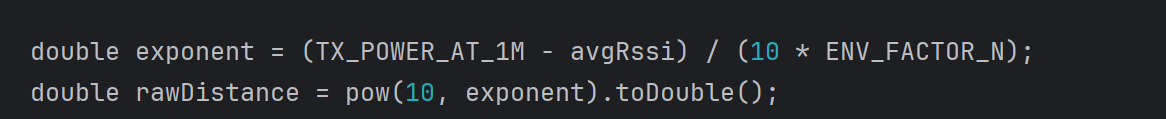 double exponent = (TX_POWER_AT_1M - avgRssi) / (10 * ENV_FACTOR_N);
double rawDistance = pow(10, exponent).toDouble();